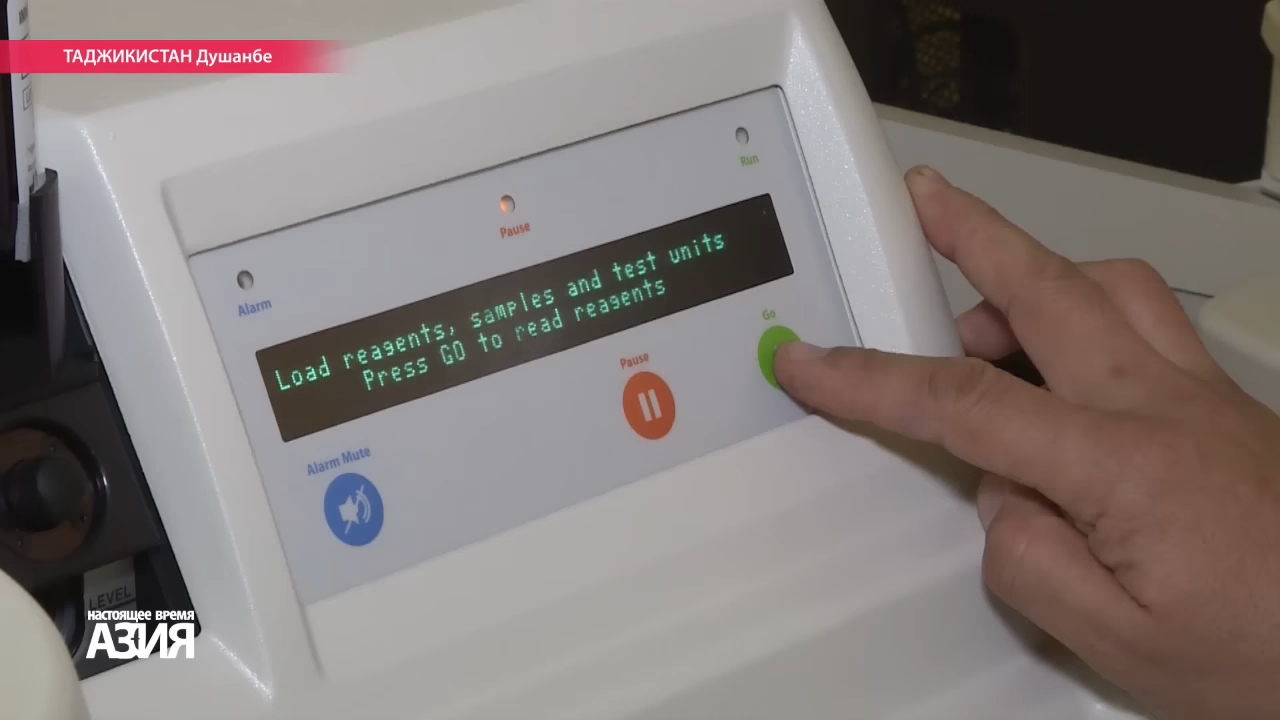 ТАДЖИКИСТАН Душанбе
Run
Pause
Alarm
Load reagents, samples and test units
Press GO to read reagents
Go
Pause
Alarm Mute
LEVEL
НАСТОЯЩЕЕ ВРЕМЯ
АЗИЯ